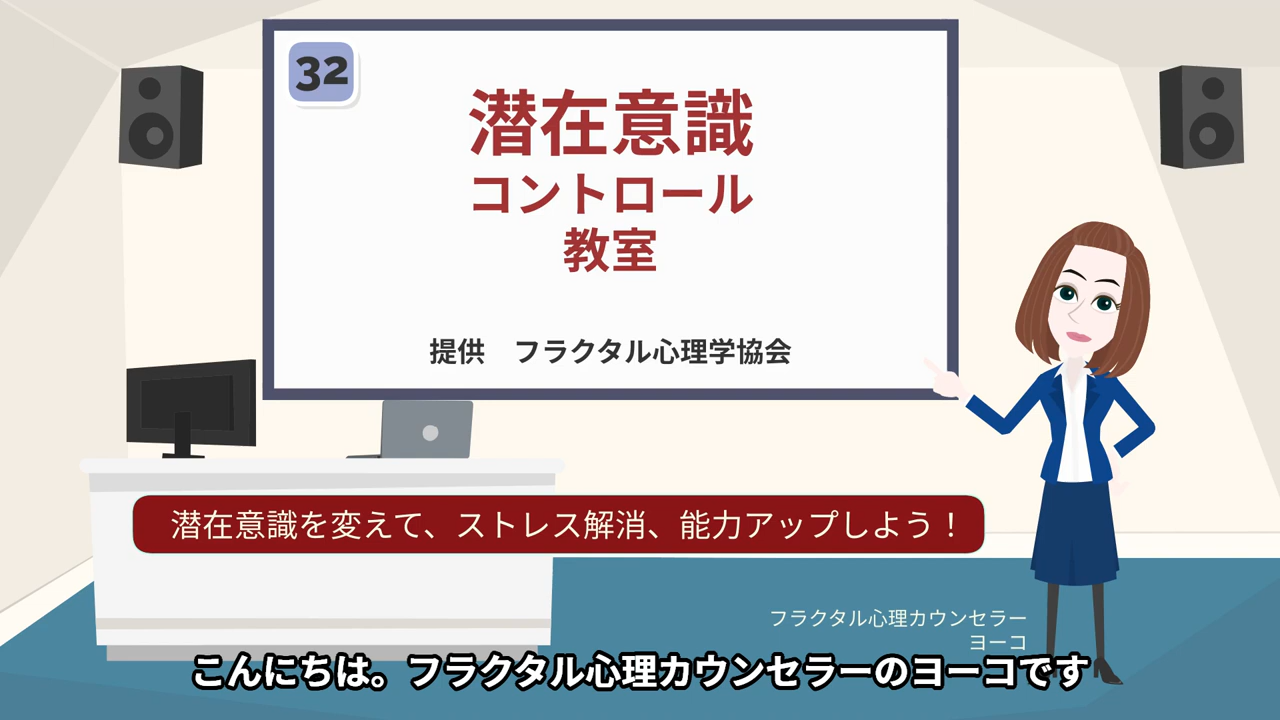 32
潜在意識
コントロール
教室
提供　フラクタル心理学協会
潜在意識を変えて、ストレス解消、能力アップしよう！
フラクタル心理カウンセラー
ヨーコ
こんにちは。フラクタル心理カウンセラーのヨーコです